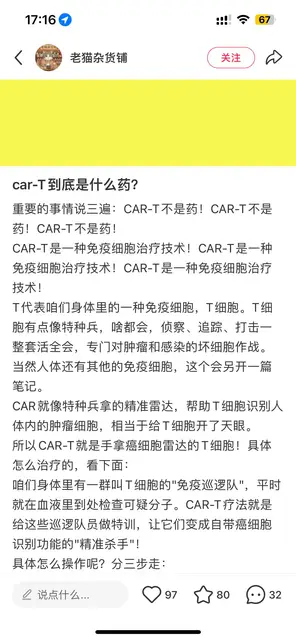 17:16
67
老猫杂货铺
关注
car-T到底是什么药?
重要的事情说三遍：CAR-T不是药！CAR-T不是
药！CAR-T不是药！
CAR-T是一种免疫细胞治疗技术！CAR-T是一种
免疫细胞治疗技术！CAR-T是一种免疫细胞治疗
技术！
T代表咱们身体里的一种免疫细胞，T细胞。T细
胞有点像特种兵，啥都会，侦察、追踪、打击一
整套活全会，专门对肿瘤和感染的坏细胞作战。
当然人体还有其他的免疫细胞，这个会另开一篇
笔记。
CAR就像特种兵拿的精准雷达，帮助T细胞识别人
体内的肿瘤细胞，相当于给T细胞开了天眼。
所以CAR-T就是手拿癌细胞雷达的T细胞！具体
怎么治疗的，看下面：
咱们身体里有一群叫T细胞的"免疫巡逻队"，平时
就在血液里到处检查可疑分子。CAR-T疗法就是
给这些巡逻队员做特训，让它们变成自带癌细胞
识别功能的"精准杀手"！
具体怎么操作呢？分三步走：
说点什么...
97
80
32